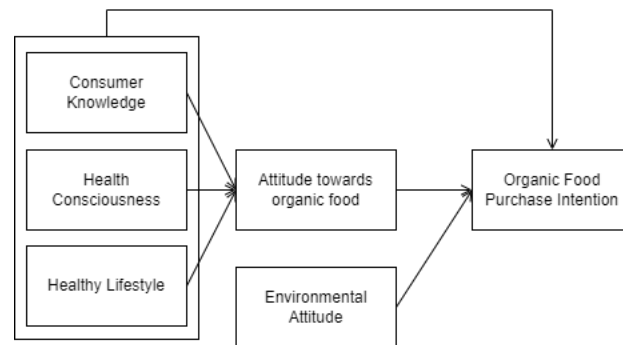 Consumer
Knowledge
Health
Consciousness
Healthy Lifestyle
Attitude towards
organic food
Environmental
Attitude
Organic Food
Purchase Intention